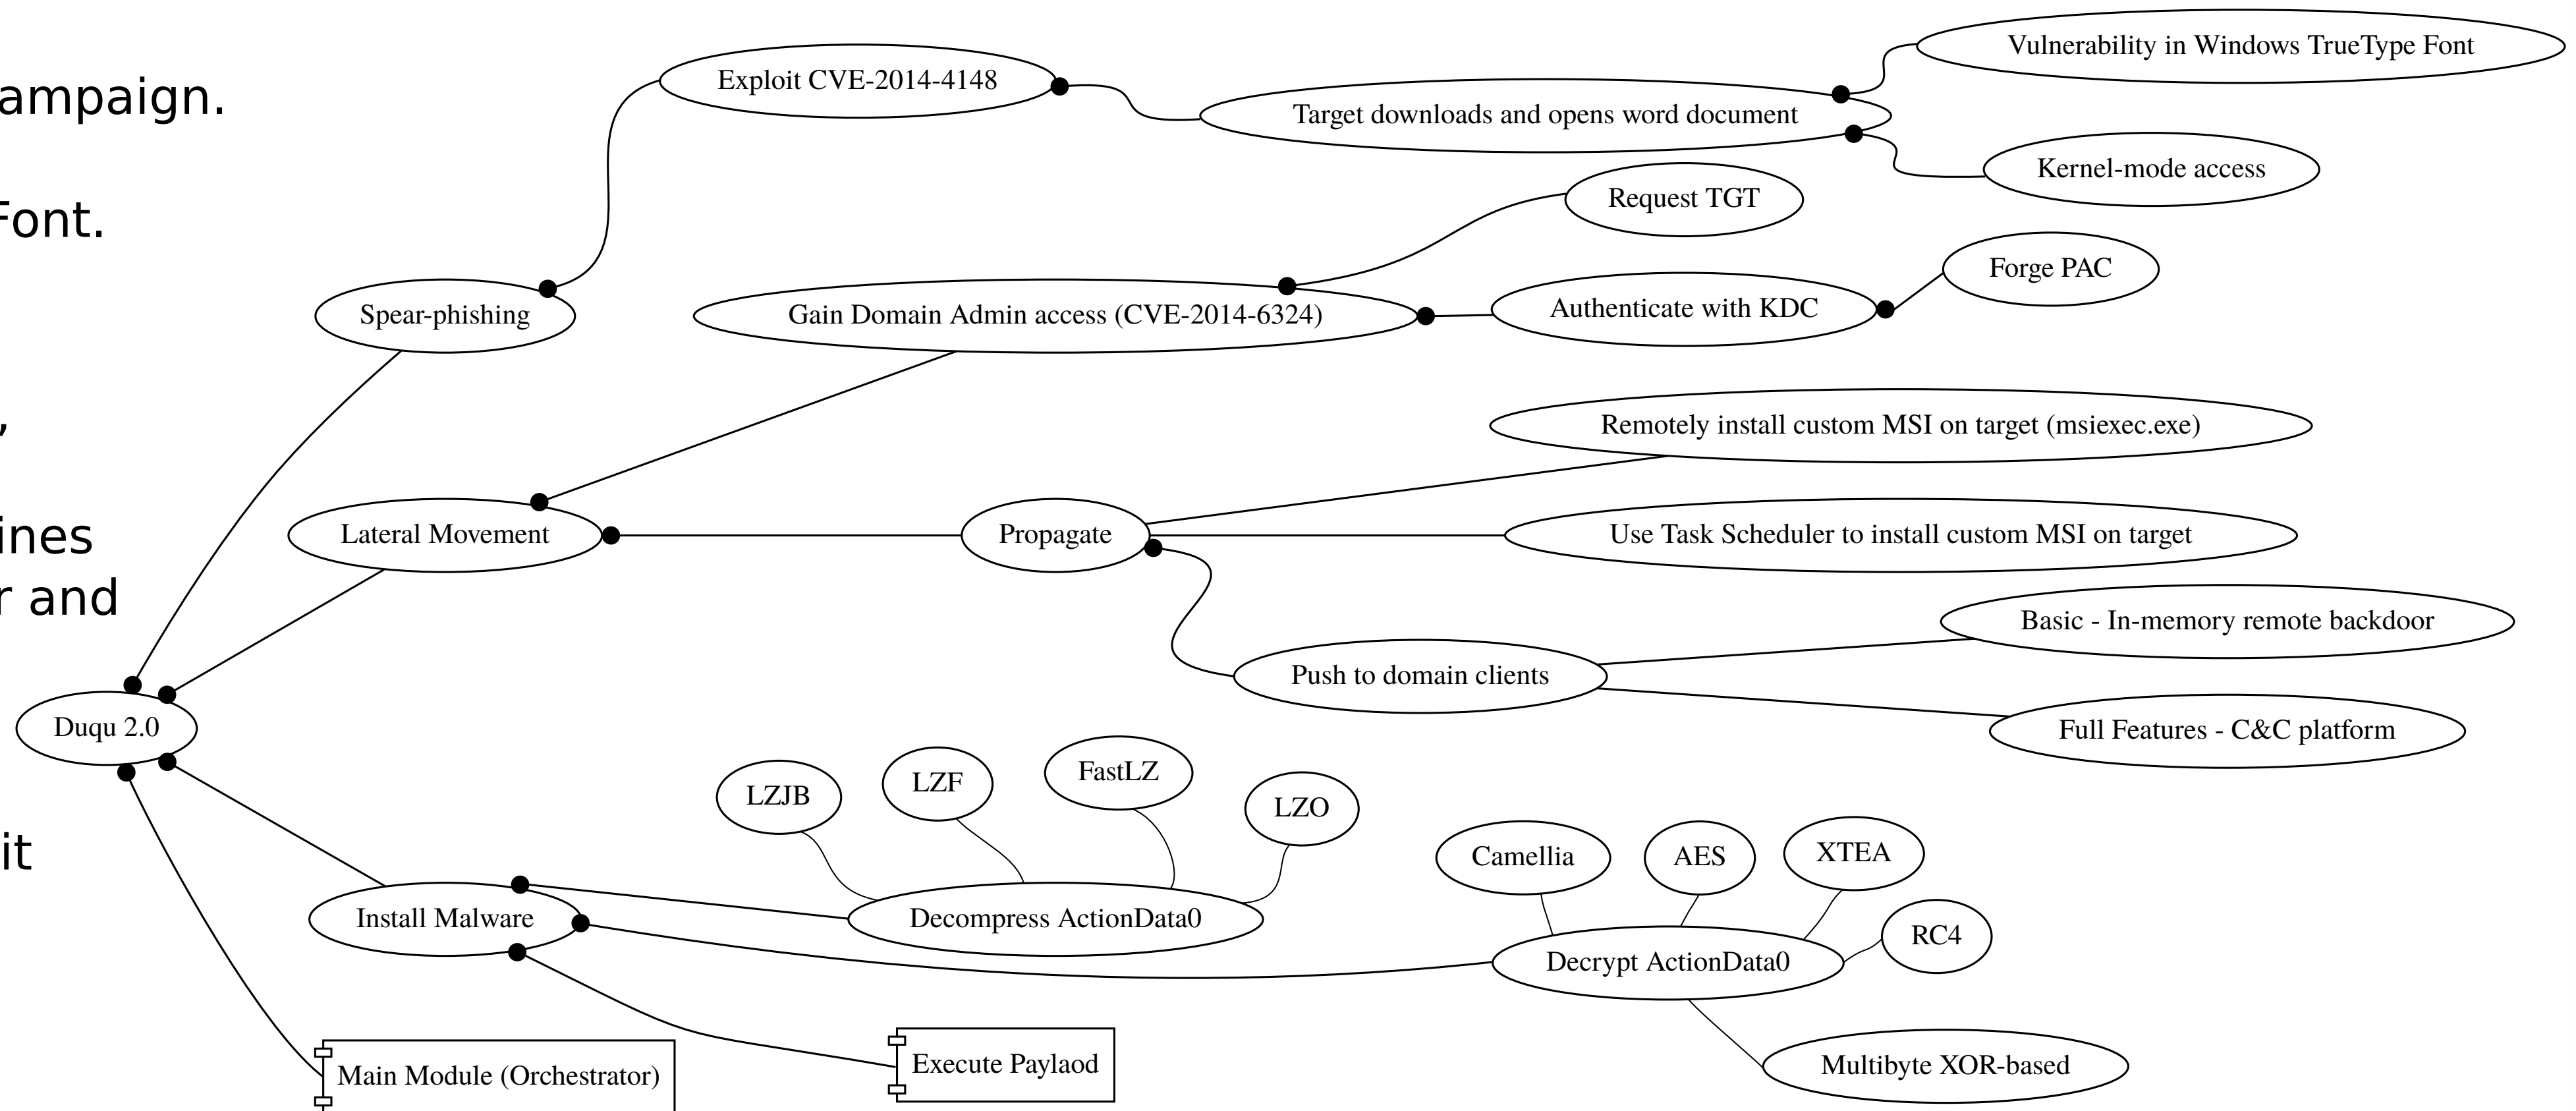 ampaign.
Font.
,
ines
r and
it
Exploit CVE-2014-4148
Vulnerability in Windows TrueType Font
Target downloads and opens word document
Kernel-mode access
Request TGT
Forge PAC
Spear-phishing
Gain Domain Admin access (CVE-2014-6324)
Authenticate with KDC
Remotely install custom MSI on target (msiexec.exe)
Lateral Movement
Propagate
Use Task Scheduler to install custom MSI on target
Basic - In-memory remote backdoor
Push to domain clients
Duqu 2.0
Full Features - C&C platform
LZJB
LZF
FastLZ
LZO
Camellia
AES
XTEA
RC4
Install Malware
Decompress ActionData0
Decrypt ActionData0
Main Module (Orchestrator)
Execute Paylaod
Multibyte XOR-based